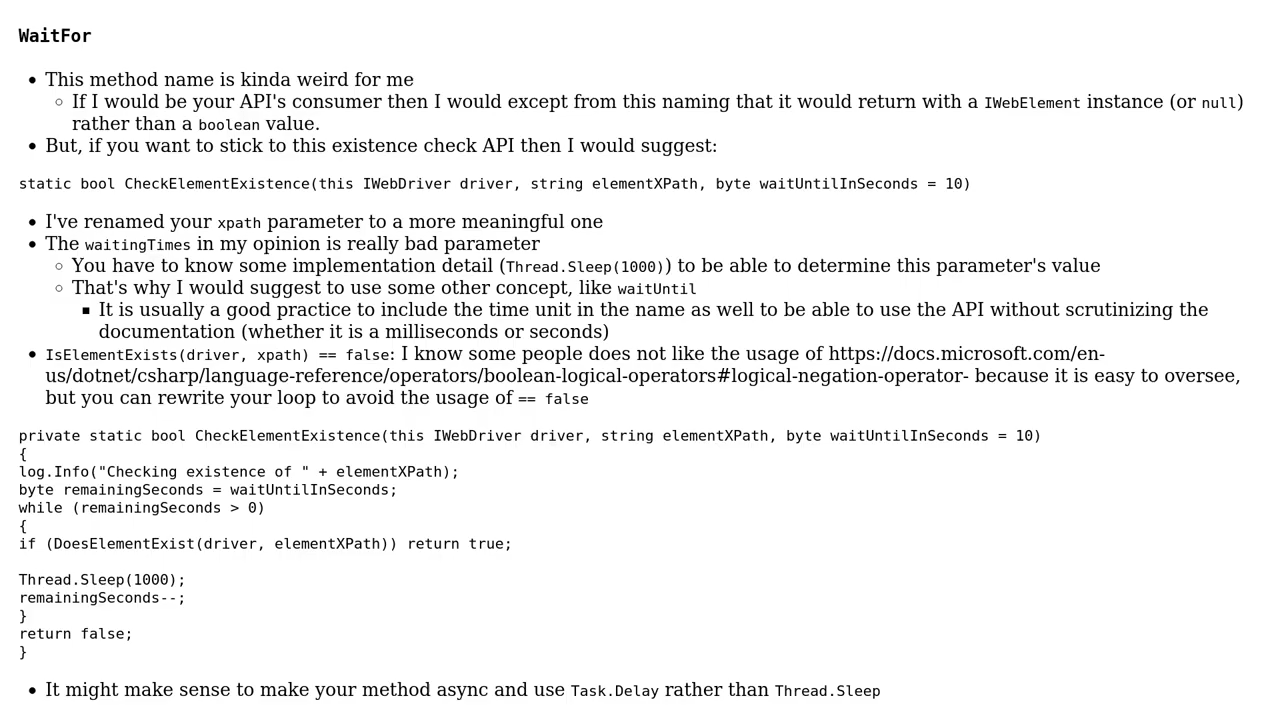 WaitFor
• This method name is kinda weird for me
◦ If I would be your API's consumer then I would except from this naming that it would return with a IWebElement instance (or null)
rather than a boolean value.
• But, if you want to stick to this existence check API then I would suggest:
static bool CheckElementExistence(this IWebDriver driver, string elementXPath, byte waitUntilInSeconds = 10)
• I've renamed your xpath parameter to a more meaningful one
• The waitingTimes in my opinion is really bad parameter
◦ You have to know some implementation detail (Thread.Sleep(1000)) to be able to determine this parameter's value
◦ That's why I would suggest to use some other concept, like waitUntil
▪ It is usually a good practice to include the time unit in the name as well to be able to use the API without scrutinizing the
documentation (whether it is a milliseconds or seconds)
• IsElementExists(driver, xpath) == false: I know some people does not like the usage of https://docs.microsoft.com/en-
us/dotnet/csharp/language-reference/operators/boolean-logical-operators#logical-negation-operator- because it is easy to oversee,
but you can rewrite your loop to avoid the usage of == false
private static bool CheckElementExistence(this IWebDriver driver, string elementXPath, byte waitUntilInSeconds = 10)
{
log.Info("Checking existence of " + elementXPath);
byte remainingSeconds = waitUntilInSeconds;
while (remainingSeconds > 0)
{
if (DoesElementExist(driver, elementXPath)) return true;
Thread.Sleep(1000);
remainingSeconds--;
}
return false;
}
• It might make sense to make your method async and use Task.Delay rather than Thread.Sleep